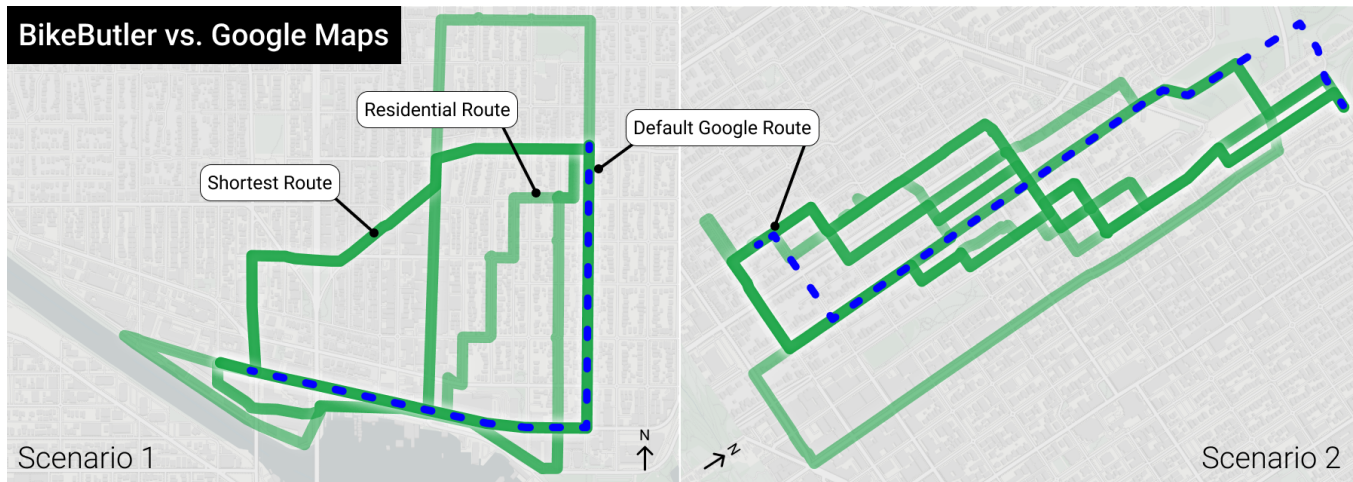 BikeButler vs. Google Maps
Residential Route
Default Google Route
Shortest Route
Scenario 1
N
N
Scenario 2